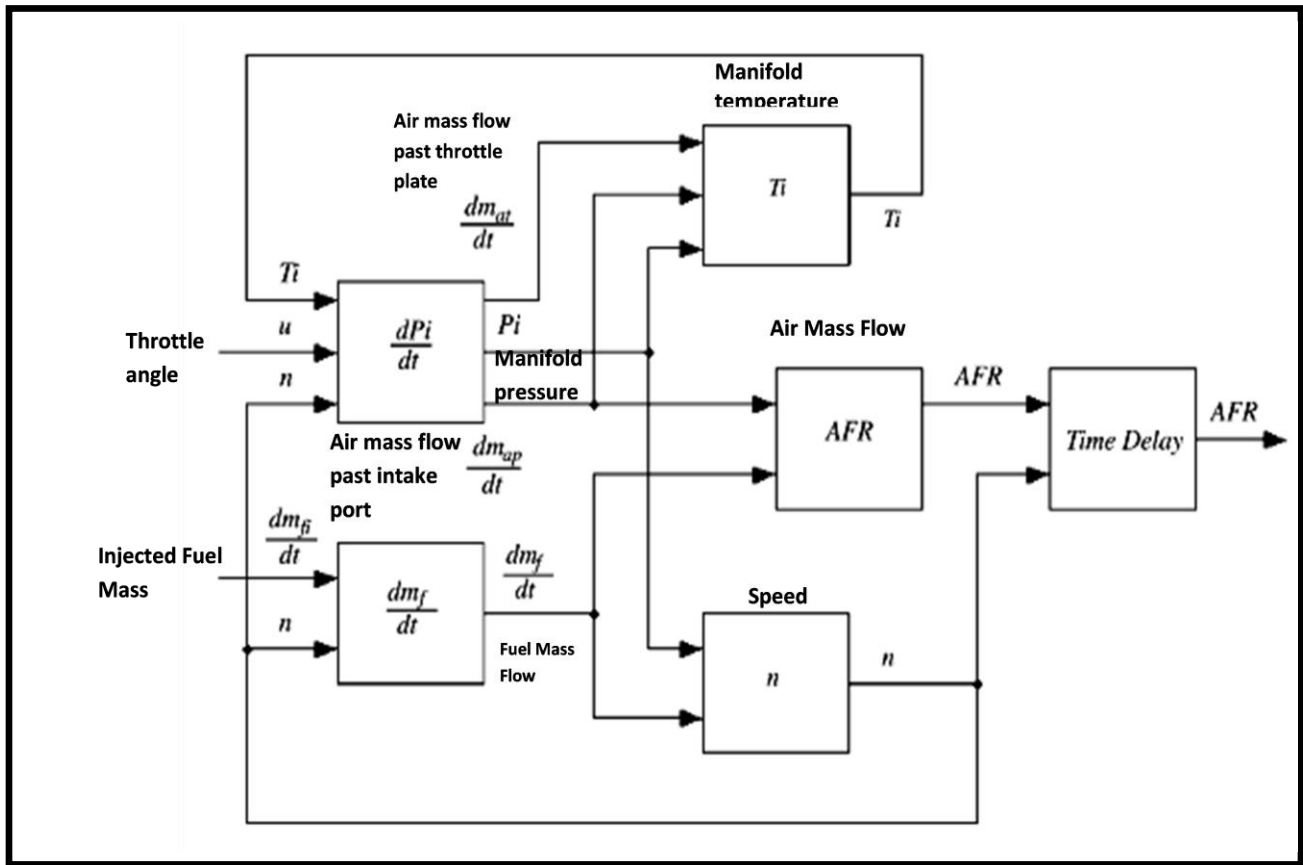 Manifold
temperature
Air mass flow
past throttle
plate
dm_at
dt
Ti
Ti
Ti
u
n
Throttle
angle
dPi
dt
Pi
Manifold
pressure
Air Mass Flow
AFR
AFR
Time Delay
AFR
Air mass flow
past intake
port
dm_ap
dt
dm_fi
dt
Injected Fuel
Mass
n
dm_f
dt
dm_f
dt
Fuel Mass
Flow
Speed
n
n